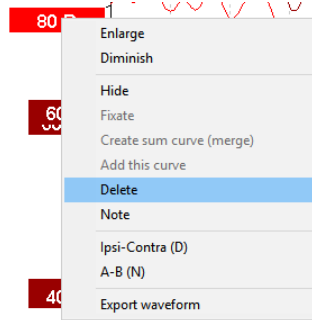 80
Enlarge
Diminish
Hide
60
Fixate
Create sum curve (merge)
Add this curve
Delete
Note
Ipsi-Contra (D)
A-B (N)
40
Export waveform